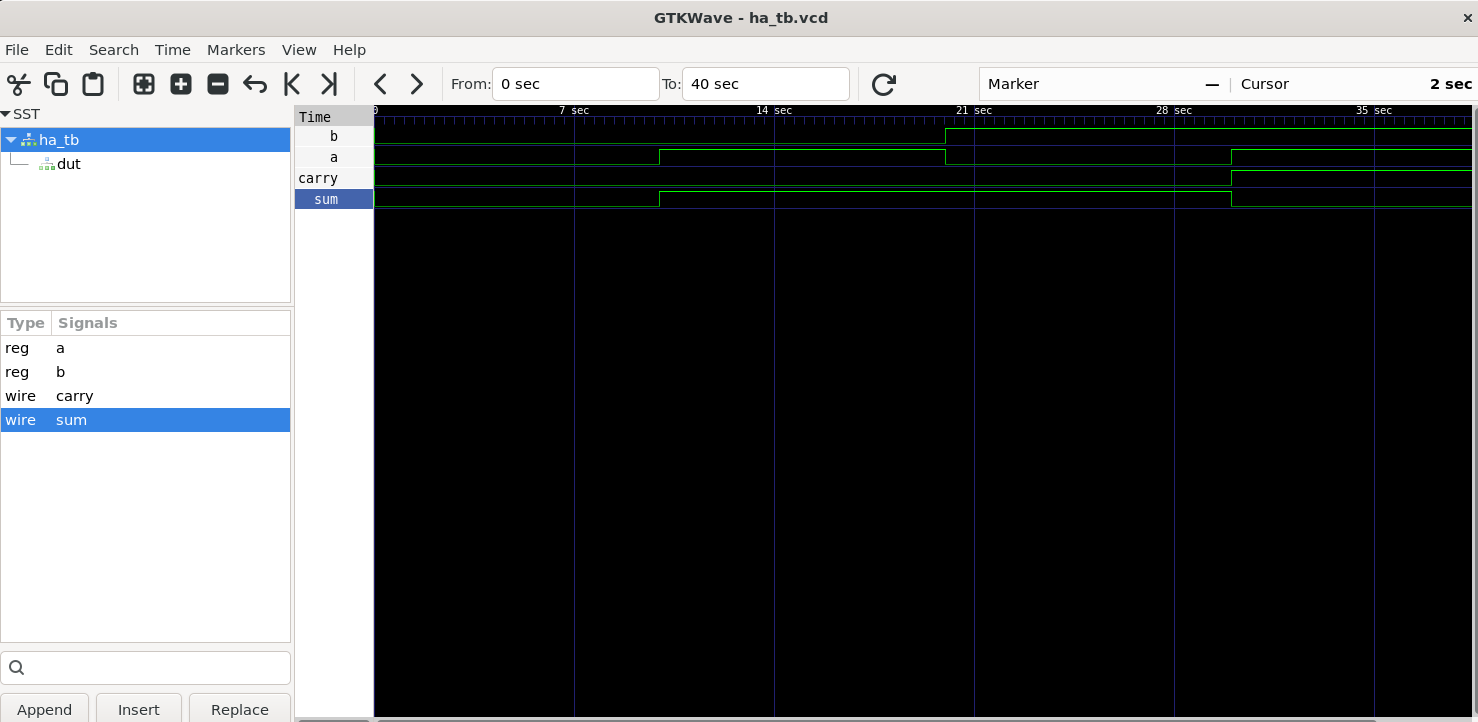 GTKWave - ha_tb.vcd ×
File Edit Search Time Markers View Help
From: 0 sec To: 40 sec Marker — | Cursor 2 sec
SST
ha_tb
dut
Type Signals
reg a
reg b
wire carry
wire sum
Append Insert Replace
Time
b
a
carry
sum
0 7 sec 14 sec 21 sec 28 sec 35 sec